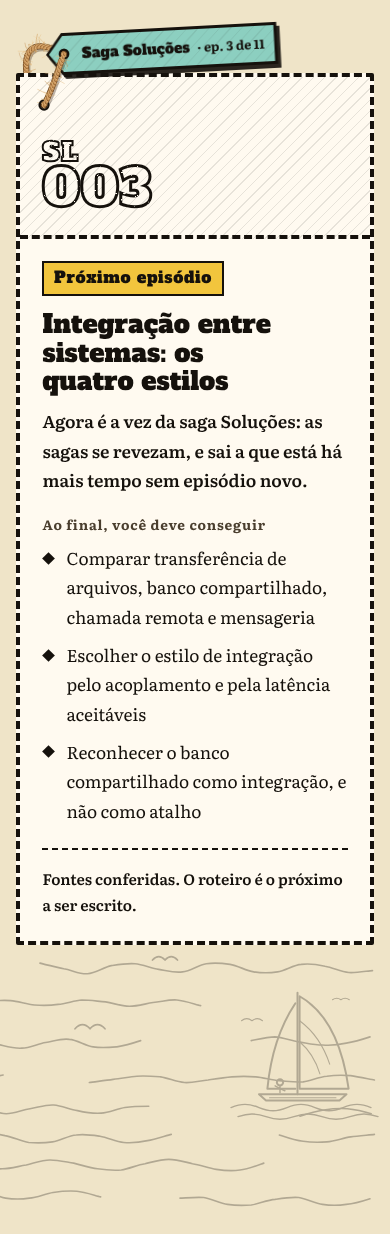 Saga Soluções · ep. 3 de 11
SL
003
Próximo episódio
Integração entre
sistemas: os
quatro estilos
Agora é a vez da saga Soluções: as
sagas se revezam, e sai a que está há
mais tempo sem episódio novo.
Ao final, você deve conseguir
Comparar transferência de
arquivos, banco compartilhado,
chamada remota e mensageria
Escolher o estilo de integração
pelo acoplamento e pela latência
aceitáveis
Reconhecer o banco
compartilhado como integração, e
não como atalho
Fontes conferidas. O roteiro é o próximo
a ser escrito.